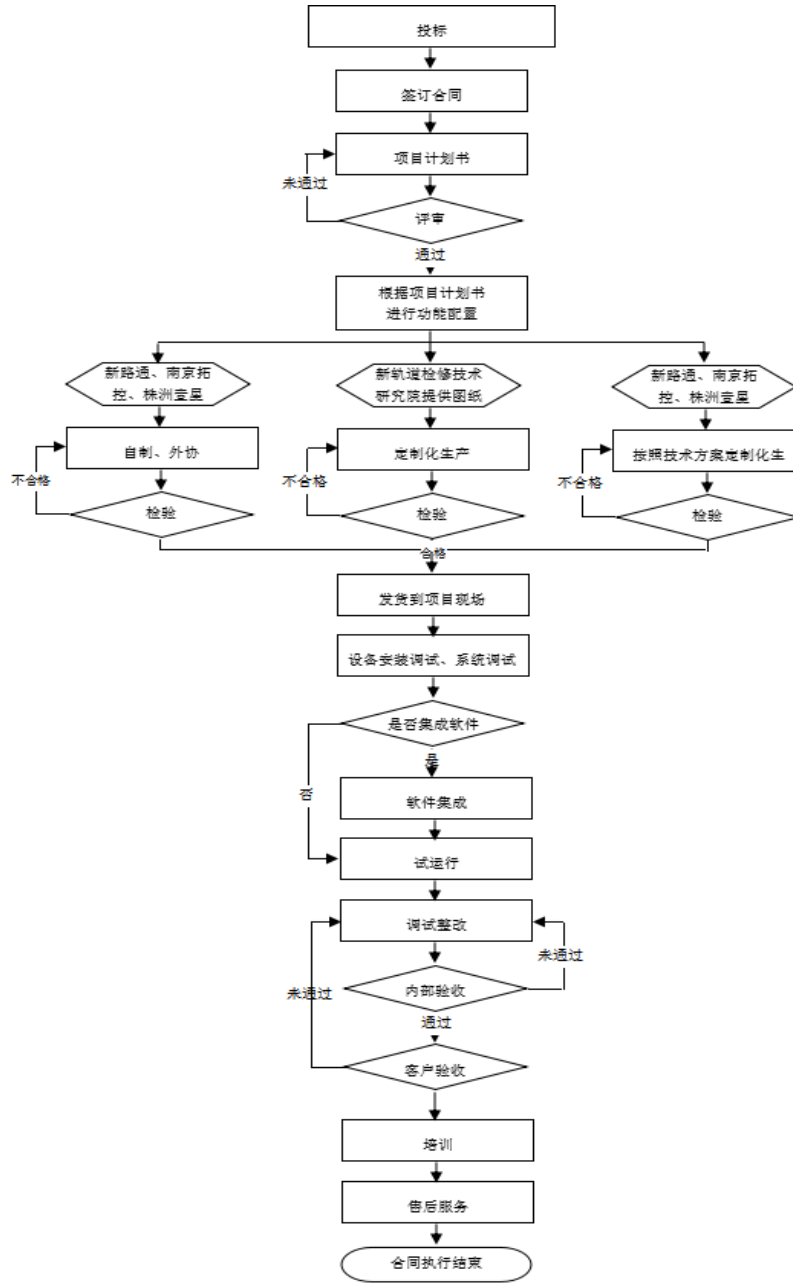 投标
签订合同
项目计划书
未通过
评审
通过
根据项目计划书
进行功能配置
新路通、南京拓
控、株洲壹星
新轨道检修技术
研究院提供图纸
新路通、南京拓
控、株洲壹星
自制、外协
定制化生产
按照技术方案定制化生
不合格
不合格
不合格
检验
检验
检验
合格
发货到项目现场
设备安装调试、系统调试
是否集成软件
是
否
软件集成
试运行
调试整改
未通过
未通过
内部验收
通过
客户验收
培训
售后服务
合同执行结束